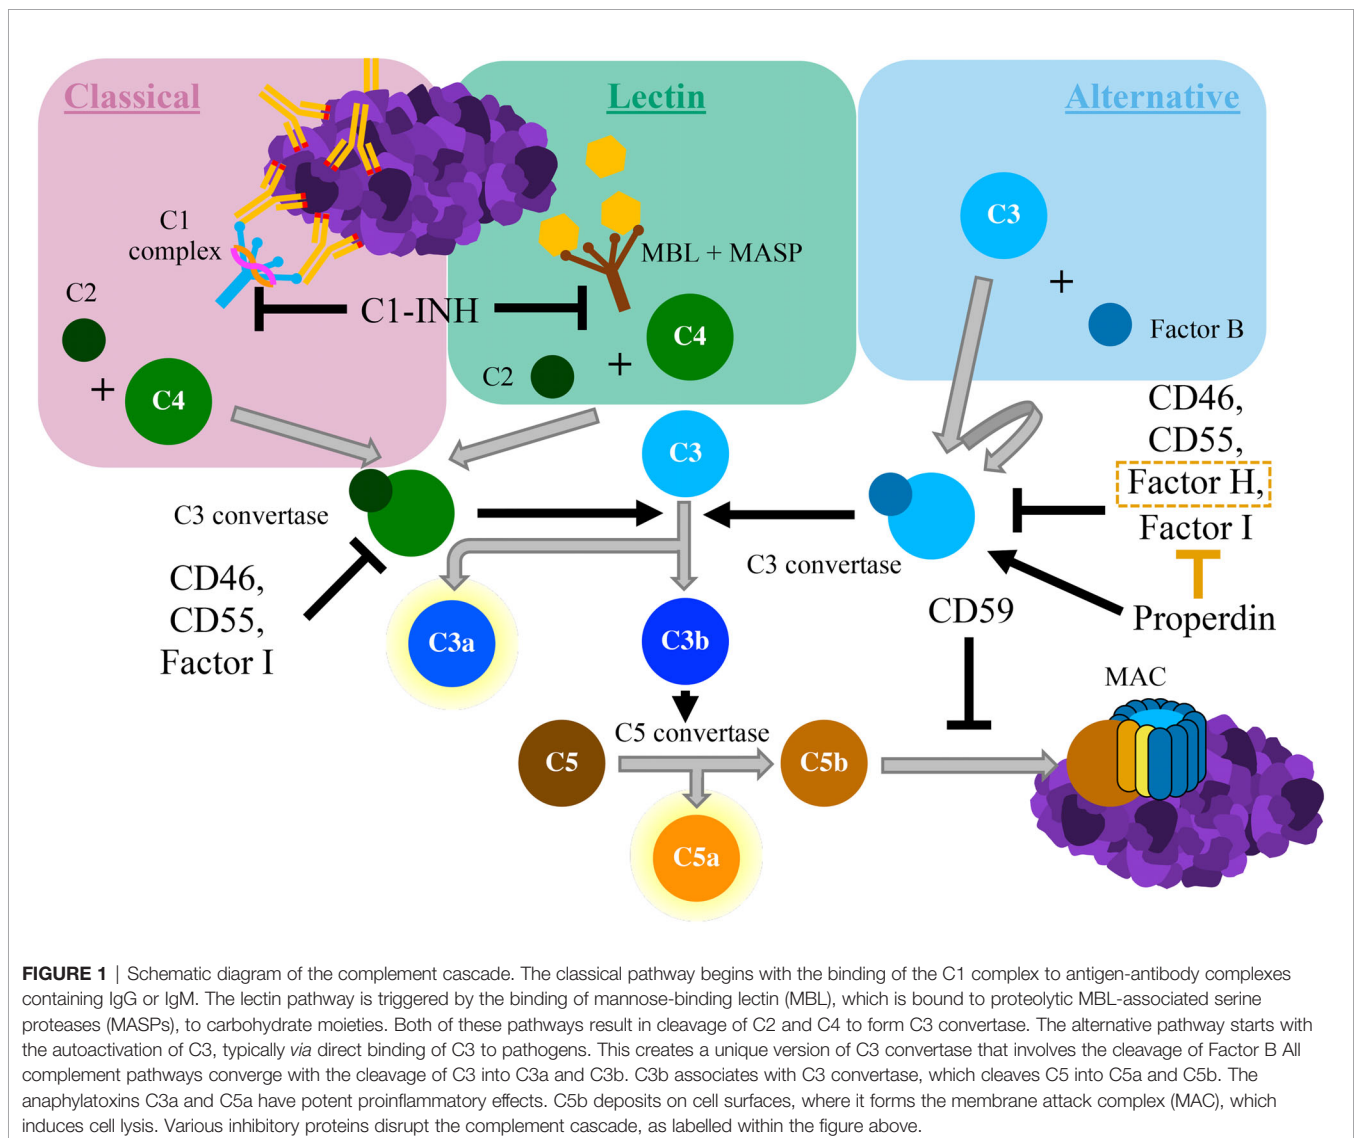 Classical
Lectin
Alternative
C1
complex
C2
+
C4
C1-INH
MBL + MASP
C2
+
C4
C3
+
Factor B
C3 convertase
CD46,
CD55,
Factor I
C3
C3a
C3b
C3 convertase
CD46,
CD55,
Factor H,
Factor I
Properdin
CD59
C5
C5 convertase
C5b
C5a
MAC
FIGURE 1 | Schematic diagram of the complement cascade. The classical pathway begins with the binding of the C1 complex to antigen-antibody complexes
containing IgG or IgM. The lectin pathway is triggered by the binding of mannose-binding lectin (MBL), which is bound to proteolytic MBL-associated serine
proteases (MASPs), to carbohydrate moieties. Both of these pathways result in cleavage of C2 and C4 to form C3 convertase. The alternative pathway starts with
the autoactivation of C3, typically via direct binding of C3 to pathogens. This creates a unique version of C3 convertase that involves the cleavage of Factor B All
complement pathways converge with the cleavage of C3 into C3a and C3b. C3b associates with C3 convertase, which cleaves C5 into C5a and C5b. The
anaphylatoxins C3a and C5a have potent proinflammatory effects. C5b deposits on cell surfaces, where it forms the membrane attack complex (MAC), which
induces cell lysis. Various inhibitory proteins disrupt the complement cascade, as labelled within the figure above.